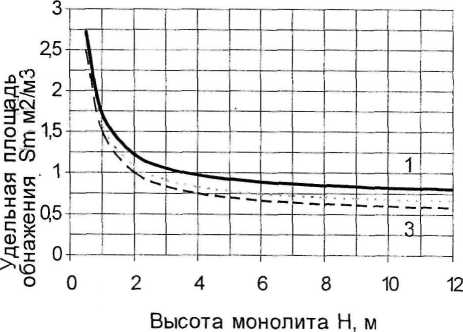 Удельная площадь
обнажения Sm м2/м3
3
2,5
2
1,5
1
0,5
0
1
3
0 2 4 6 8 10 12
Высота монолита Н, м